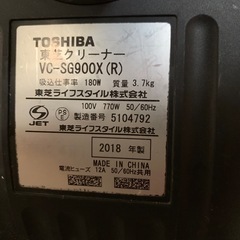 TOSHIBA
東芝クリーナー
VC-SG900X(R)
吸込仕事率 180W 質量 3.7kg
東芝ライフスタイル株式会社
100V 770W 50/60Hz
製造番号 5104792
JET
PS E
2018 年製
東芝ライフスタイル株式会社
MADE IN CHINA
電流ヒューズ 12A 50/60Hz共用